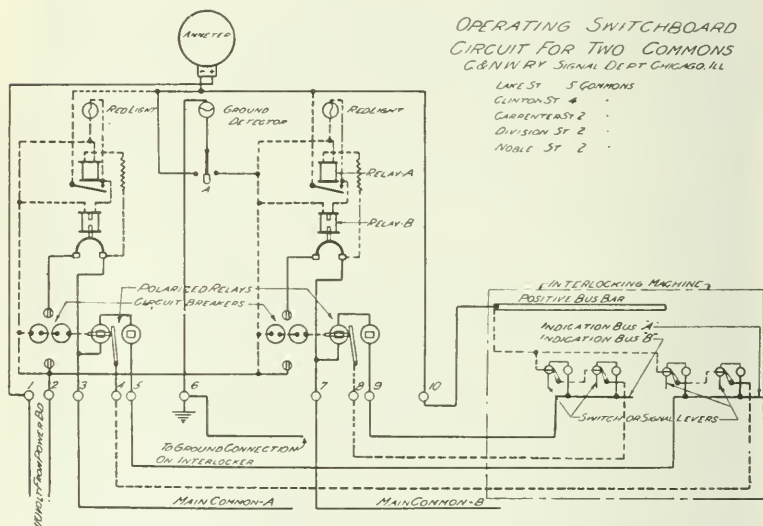 OPERATING SWITCHBOARD
CIRCUIT FOR TWO COMMONS
C&NW RY SIGNAL DEPT CHICAGO, ILL
LAKE ST 5 COMMONS
CLINTON ST 4 "
CARPENTER ST 2 "
DIVISION ST 2 "
NOBLE ST 2 "
AMMETER
RED LIGHT
GROUND
DETECTOR
RED LIGHT
A
RELAY-A
RELAY-B
POLARIZED RELAYS
CIRCUIT BREAKERS
INTERLOCKING MACHINE
POSITIVE BUS BAR
INDICATION BUS "A"
INDICATION BUS "B"
1 2 3 4 5 6 7 8 9 10
SWITCH OR SIGNAL LEVERS
TO GROUND CONNECTION
ON INTERLOCKER
FROM POWER BD
MAIN COMMON-A
MAIN COMMON-B